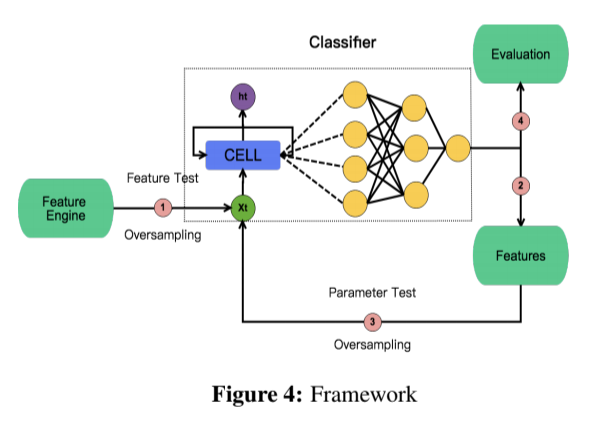 Classifier
Evaluation
ht
4
CELL
Feature Test
2
Feature
Engine
1
Xt
Oversampling
Features
Parameter Test
3
Oversampling
Figure 4: Framework